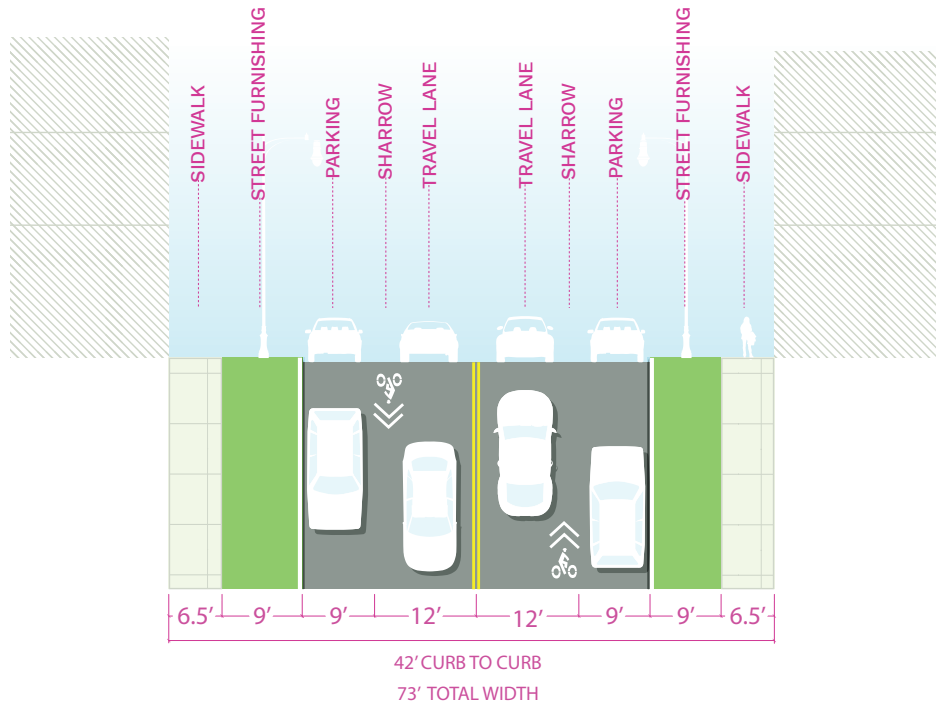 SIDEWALK
STREET FURNISHING
PARKING
SHARROW
TRAVEL LANE
TRAVEL LANE
SHARROW
PARKING
STREET FURNISHING
SIDEWALK
6.5’ 9’ 9’ 12’ 12’ 9’ 9’ 6.5’
42’ CURB TO CURB
73’ TOTAL WIDTH